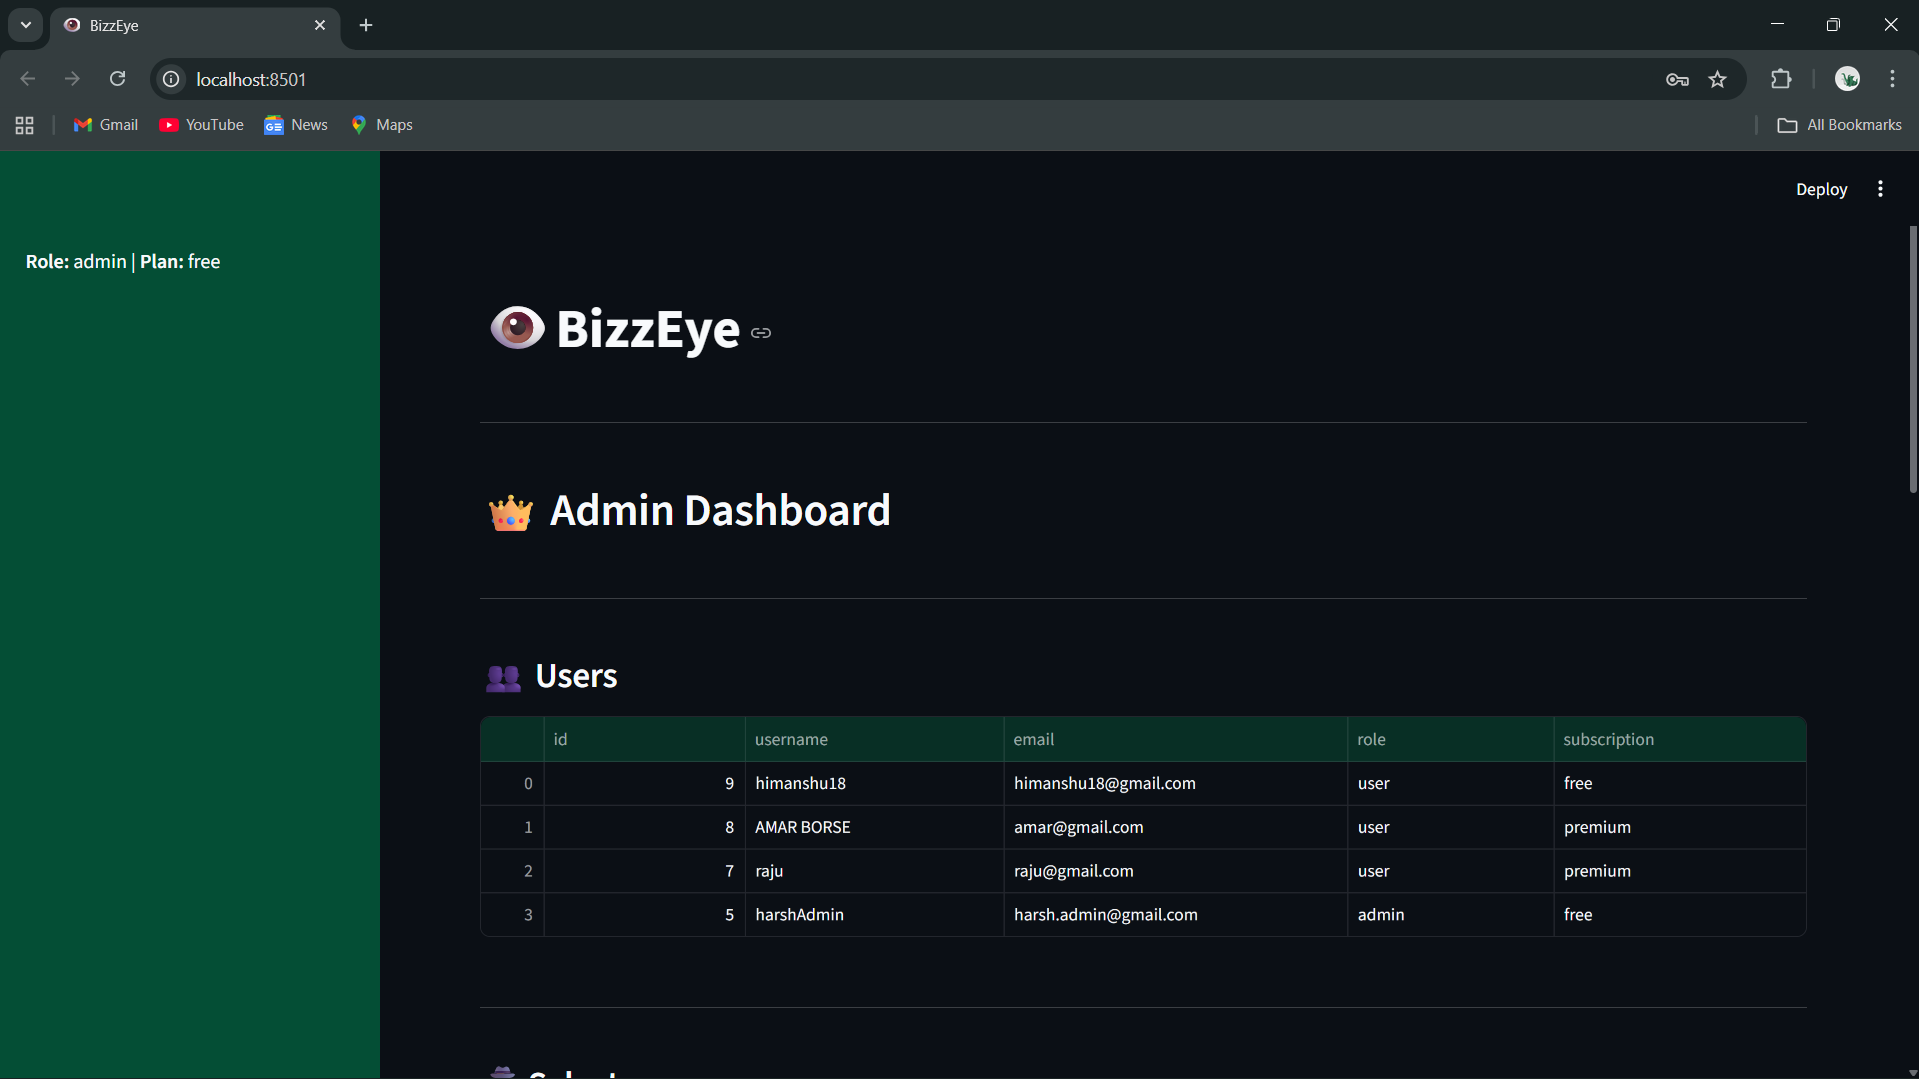 BizzEye
localhost:8501
Gmail YouTube News Maps All Bookmarks
Deploy
Role: admin | Plan: free
BizzEye
Admin Dashboard
Users
id username email role subscription
0 9 himanshu18 himanshu18@gmail.com user free
1 8 AMAR BORSE amar@gmail.com user premium
2 7 raju raju@gmail.com user premium
3 5 harshAdmin harsh.admin@gmail.com admin free